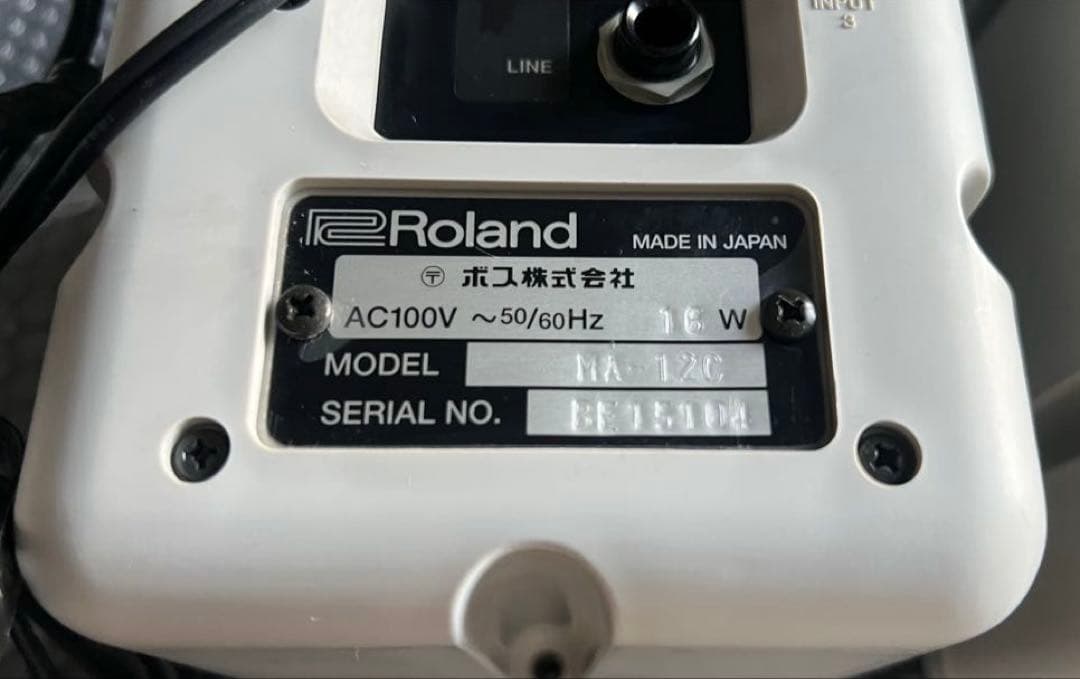 INPUT
3
LINE
Roland MADE IN JAPAN
〶 ボス株式会社
AC100V ～50/60Hz 16 W
MODEL MA-12C
SERIAL NO.